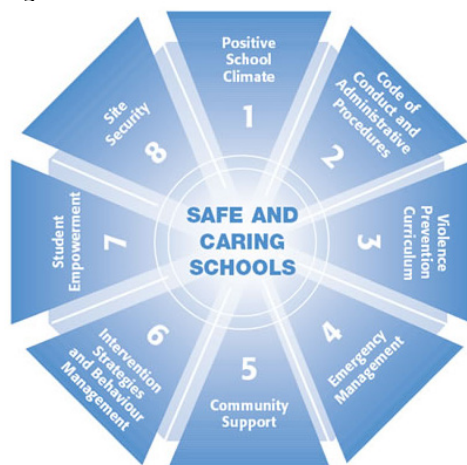 Positive
School
Climate
1
Code of
Conduct and
Administrative
Procedures
2
Violence
Prevention
Curriculum
3
Emergency
Management
4
5
Community
Support
6
Intervention
Strategies
and Behaviour
Management
Student
Empowerment
7
Site
Security
8
SAFE AND
CARING
SCHOOLS